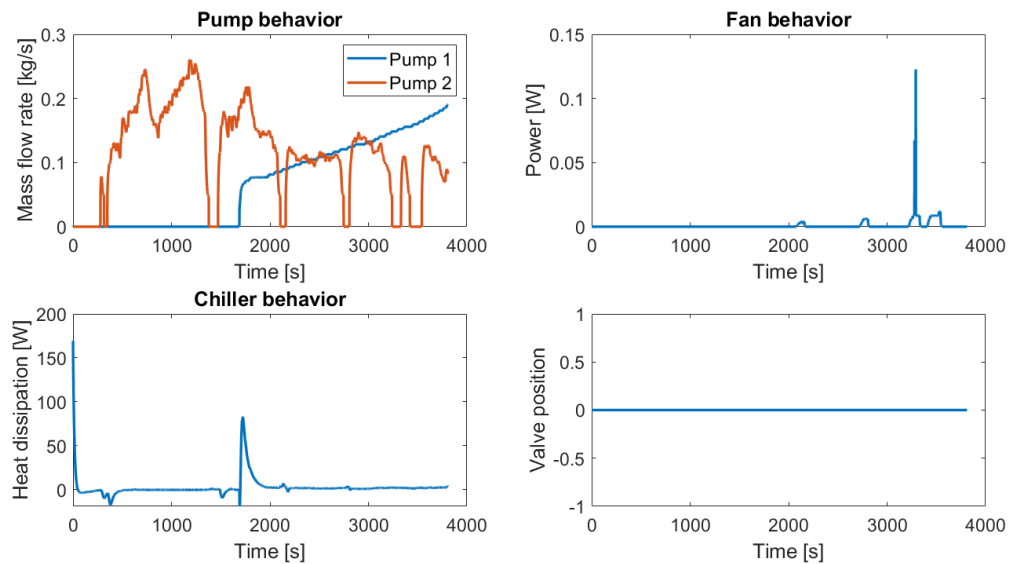 Pump behavior
Mass flow rate [kg/s]
0.3
0.2
0.1
0
0 1000 2000 3000 4000
Time [s]
Pump 1
Pump 2
Fan behavior
Power [W]
0.15
0.1
0.05
0
0 1000 2000 3000 4000
Time [s]
Chiller behavior
Heat dissipation [W]
200
150
100
50
0
0 1000 2000 3000 4000
Time [s]
Valve position
1
0.5
0
-0.5
-1
0 1000 2000 3000 4000
Time [s]